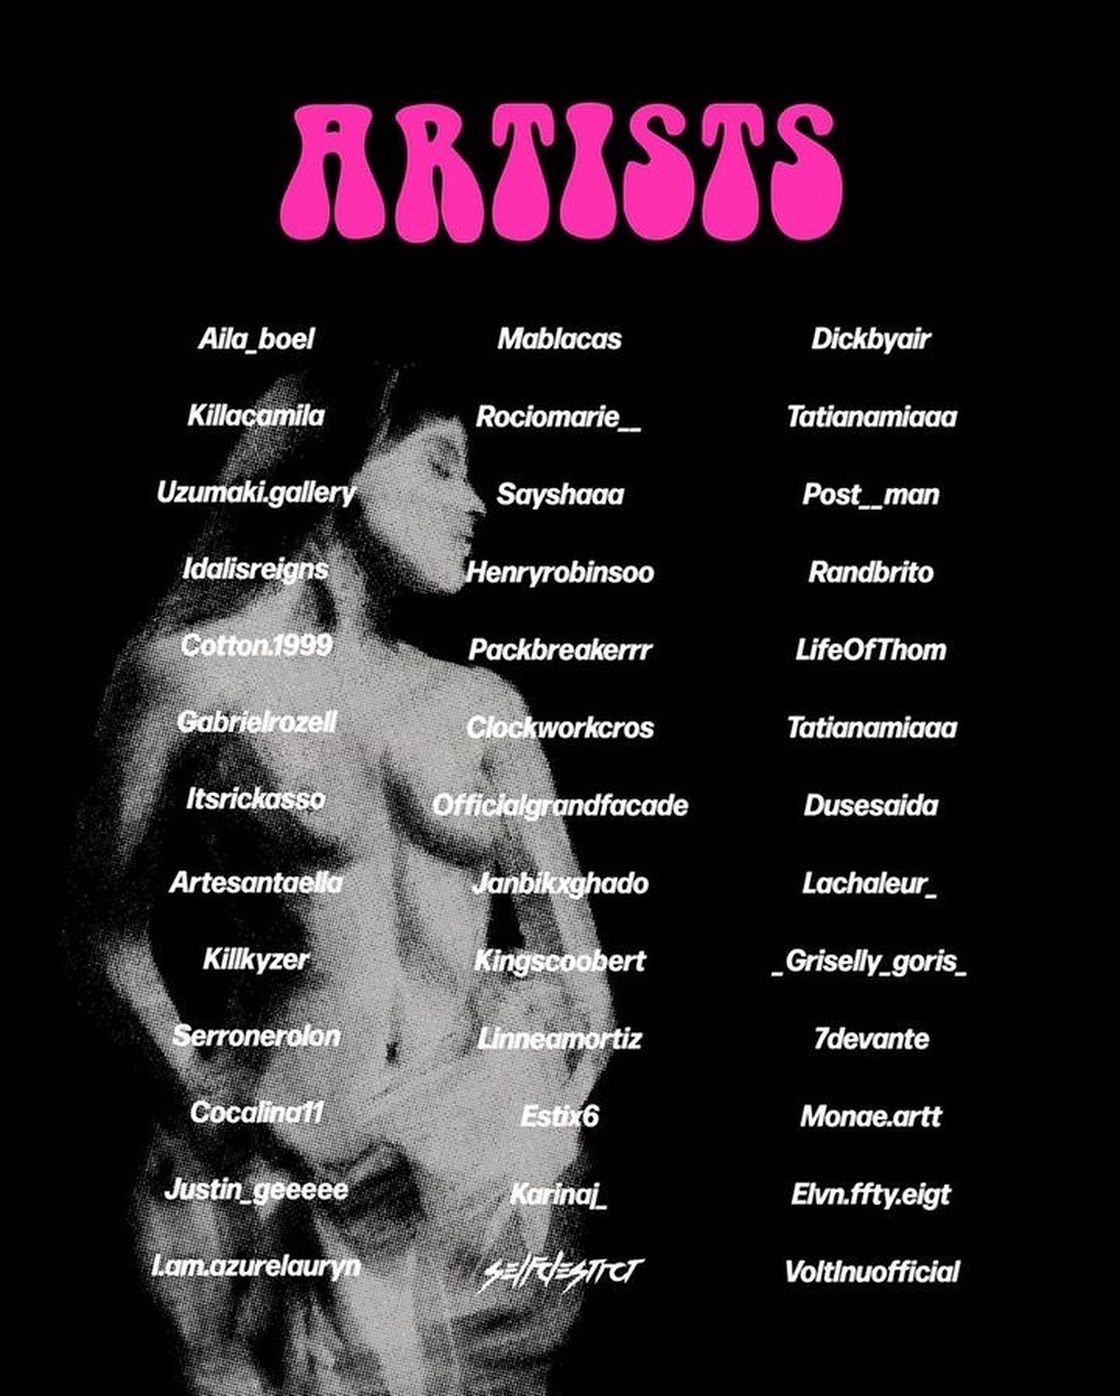 ARTISTS
Aila_boel
Killacamila
Uzumaki.gallery
Idalisreigns
Cotton.1999
Gabrielrozell
Itsrickasso
Artesantaella
Killkyzer
Serronerolon
Cocalina11
Justin_geeeee
I.am.azurelauryn
Mablacas
Rociomarie__
Sayshaaa
Henryrobinsoo
Packbreakerrr
Clockworkcros
Officialgrandfacade
Janbikxghado
Kingscoobert
Linneamortiz
Estix6
Karinaj_
selfdestrct
Dickbyair
Tatianamiaaa
Post__man
Randbrito
LifeOfThom
Tatianamiaaa
Dusesaida
Lachaleur_
_Griselly_goris_
7devante
Monae.artt
Elvn.ffty.eigt
Voltlnuofficial